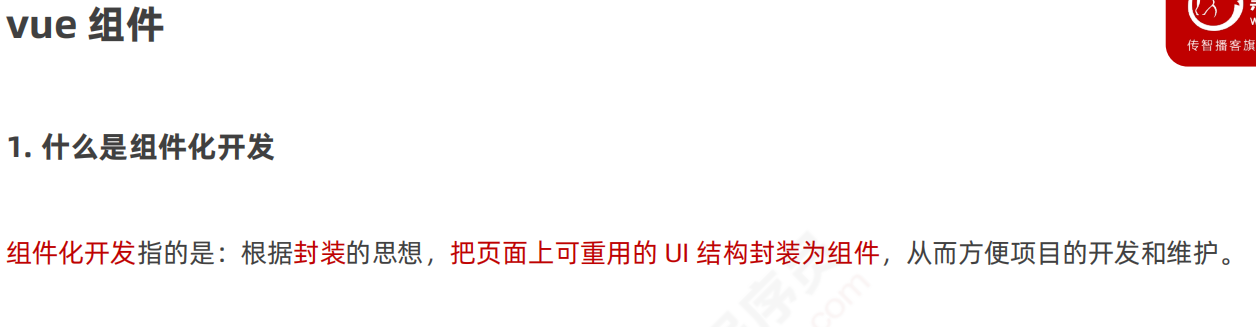 vue 组件
传智播客旗
1. 什么是组件化开发
组件化开发指的是：根据封装的思想，把页面上可重用的 UI 结构封装为组件，从而方便项目的开发和维护。
序员
.com